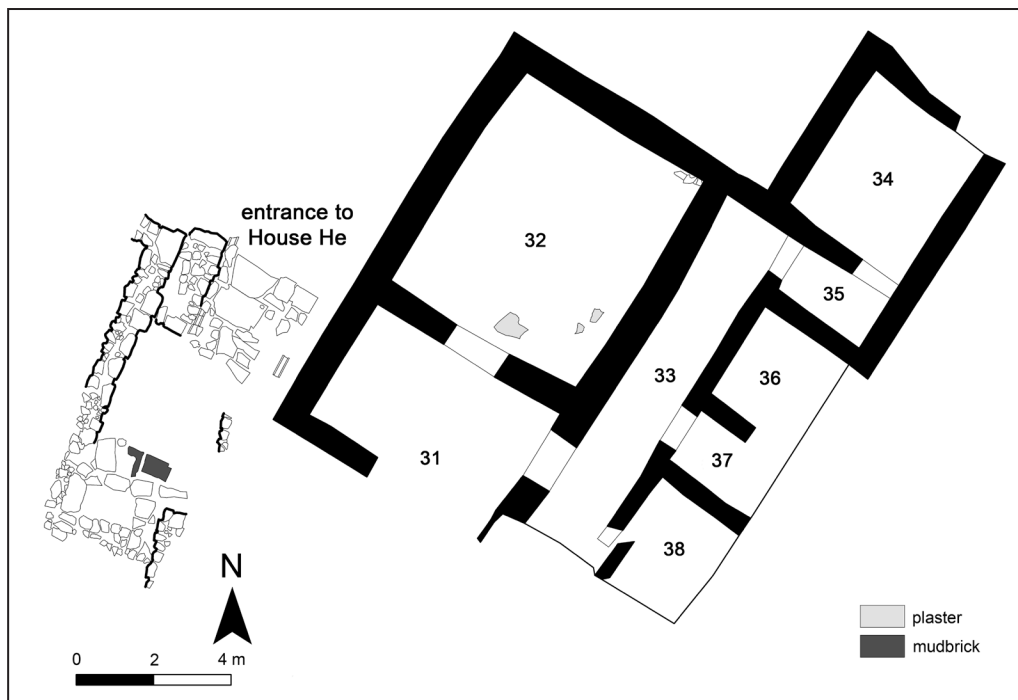 entrance to
House He
34
32
35
33
36
31
37
38
N
plaster
mudbrick
0 2 4 m